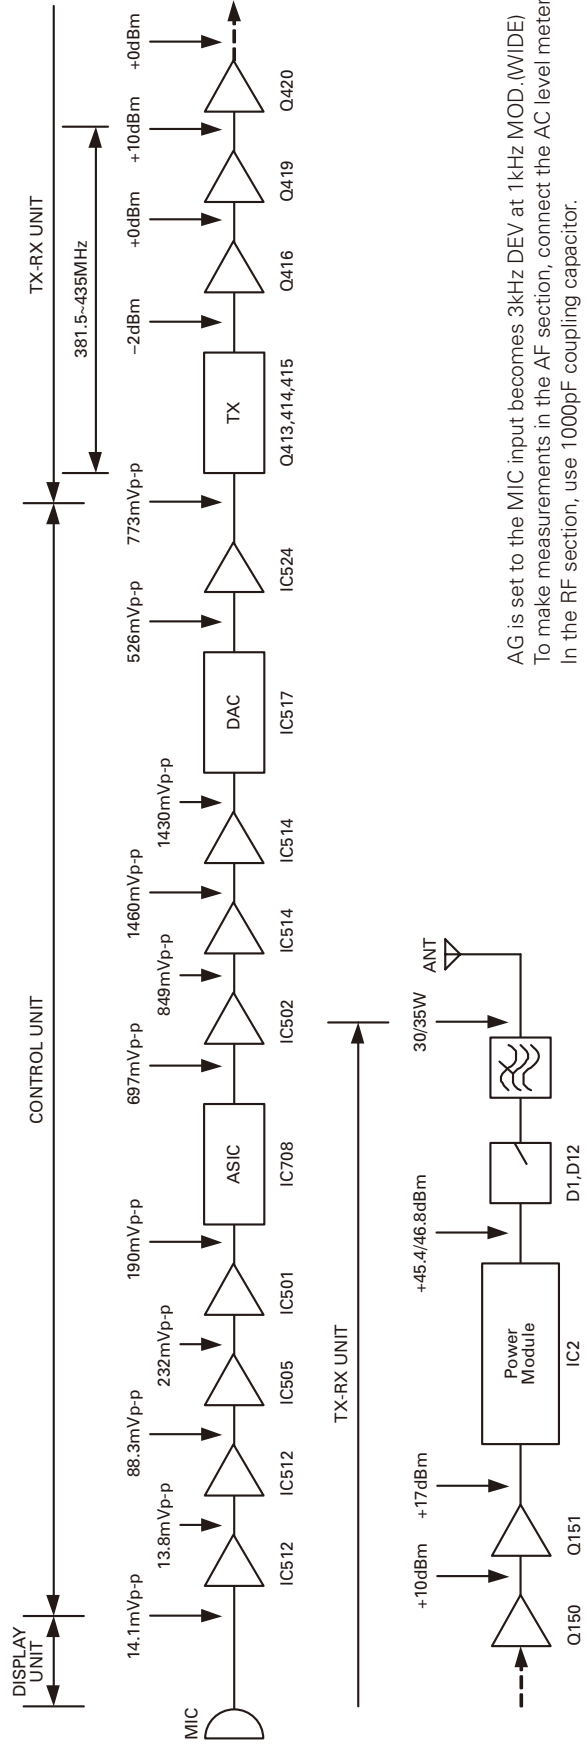 DISPLAY
UNIT
CONTROL UNIT
TX-RX UNIT
381.5~435MHz
14.1mVp-p
13.8mVp-p
88.3mVp-p
232mVp-p
190mVp-p
697mVp-p
849mVp-p
1460mVp-p
1430mVp-p
526mVp-p
773mVp-p
–2dBm
+0dBm
+10dBm
+0dBm
MIC
ASIC
DAC
TX
IC512
IC512
IC505
IC501
IC708
IC502
IC514
IC514
IC517
IC524
Q413,414,415
Q416
Q419
Q420
TX-RX UNIT
+10dBm
+17dBm
+45.4/46.8dBm
30/35W
ANT
Power
Module
Q150
Q151
IC2
D1,D12
AG is set to the MIC input becomes 3kHz DEV at 1kHz MOD.(WIDE)
To make measurements in the AF section, connect the AC level meter
In the RF section, use 1000pF coupling capacitor.